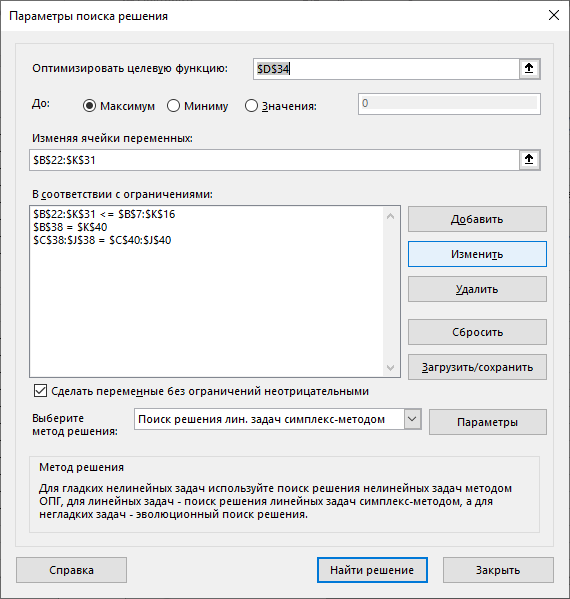 Параметры поиска решения
Оптимизировать целевую функцию:
$D$34
До:
Максимум
Миниму
Значения:
0
Изменяя ячейки переменных:
$B$22:$K$31
В соответствии с ограничениями:
$B$22:$K$31 <= $B$7:$K$16
$B$38 = $K$40
$C$38:$J$38 = $C$40:$J$40
Добавить
Изменить
Удалить
Сбросить
Загрузить/сохранить
Сделать переменные без ограничений неотрицательными
Выберите
метод решения:
Поиск решения лин. задач симплекс-методом
Параметры
Метод решения
Для гладких нелинейных задач используйте поиск решения нелинейных задач методом
ОПГ, для линейных задач - поиск решения линейных задач симплекс-методом, а для
негладких задач - эволюционный поиск решения.
Справка
Найти решение
Закрыть